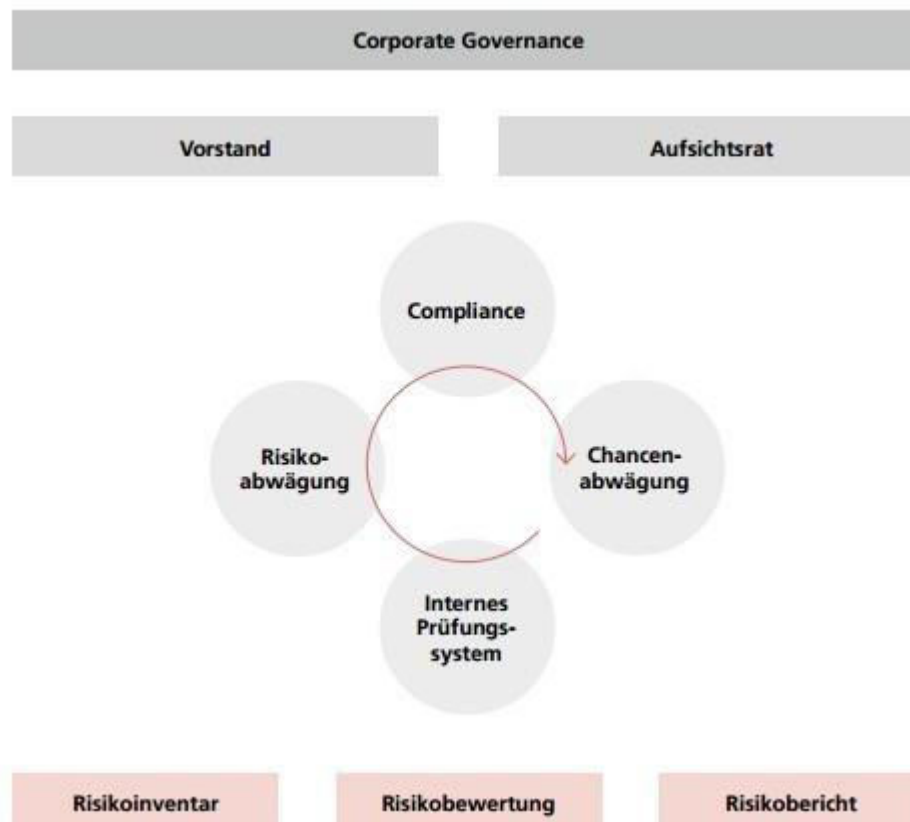 Corporate Governance
Vorstand
Aufsichtsrat
Compliance
Risiko-
abwägung
Chancen-
abwägung
Internes
Prüfungs-
system
Risikoinventar
Risikobewertung
Risikobericht